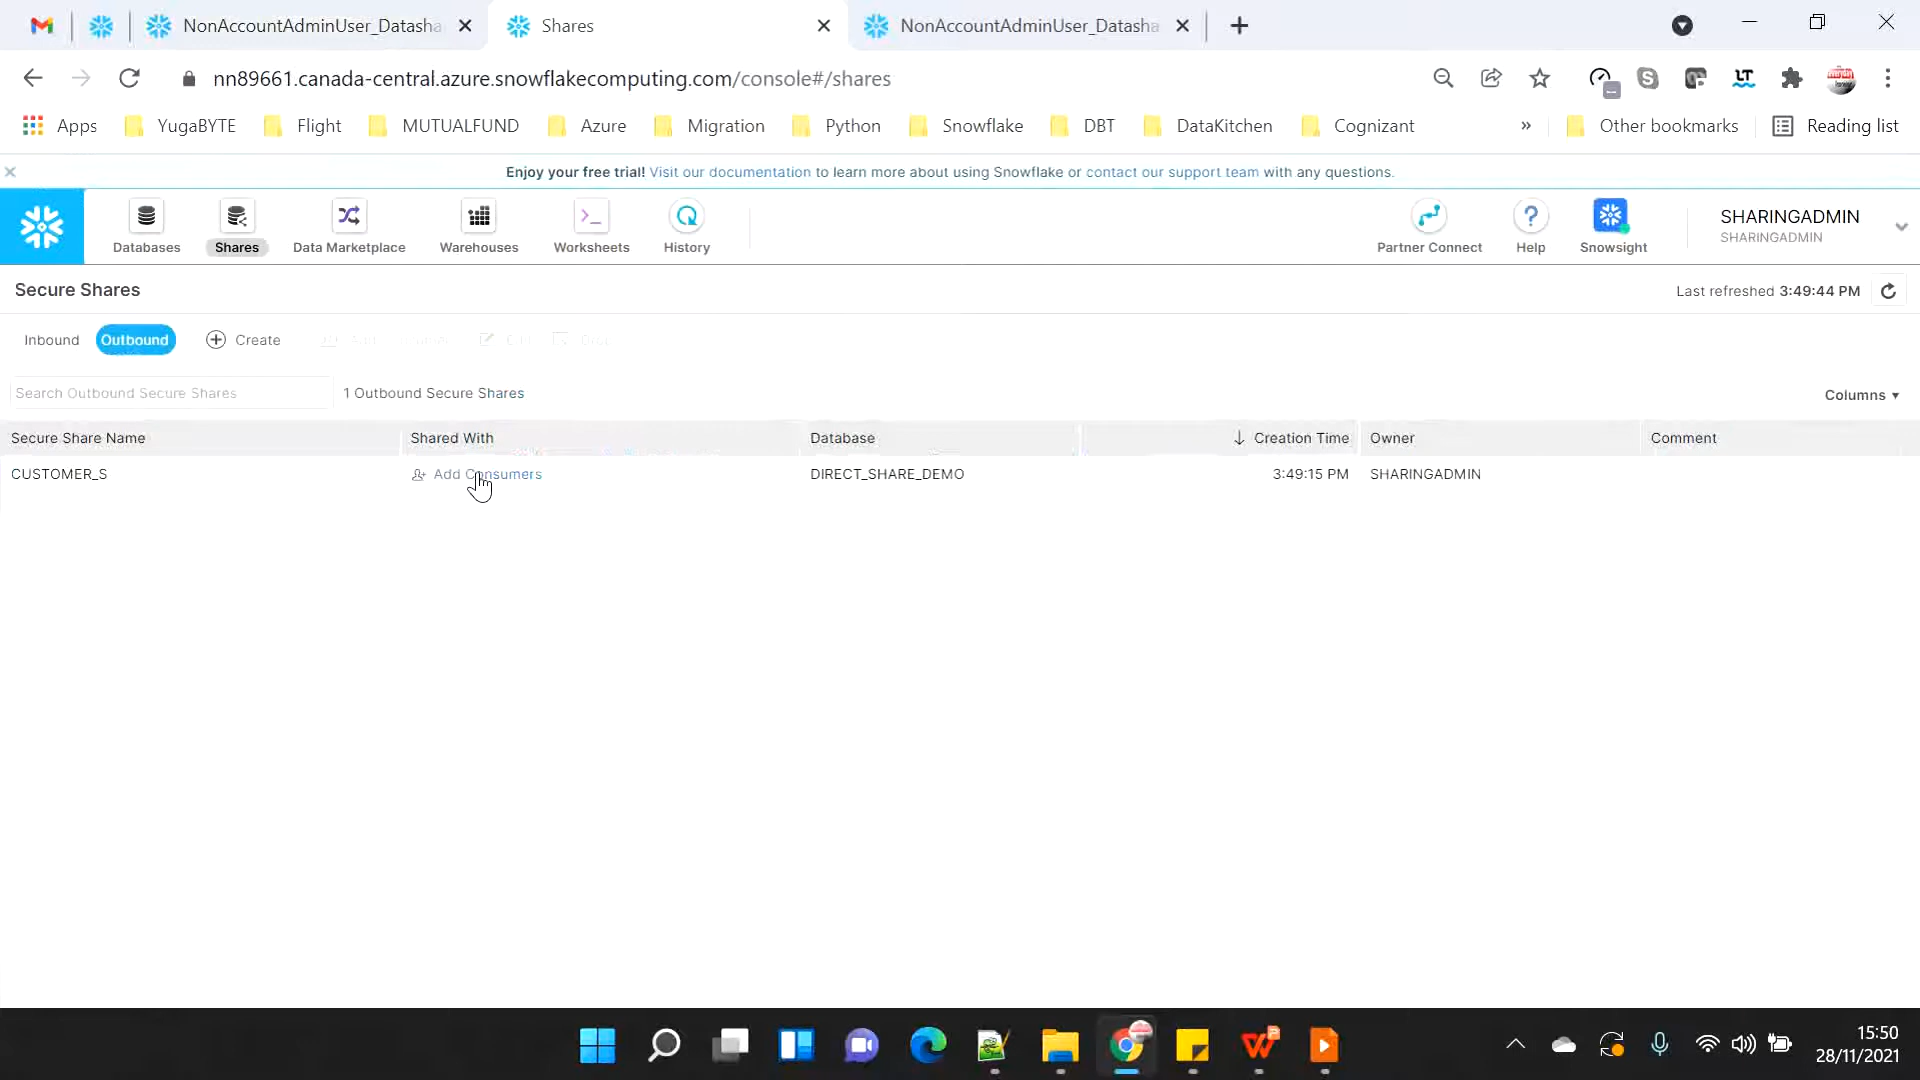 NonAccountAdminUser_Datasha
Shares
NonAccountAdminUser_Datasha
nn89661.canada-central.azure.snowflakecomputing.com/console#/shares
Apps YugaBYTE Flight MUTUALFUND Azure Migration Python Snowflake DBT DataKitchen Cognizant » Other bookmarks Reading list
Enjoy your free trial! Visit our documentation to learn more about using Snowflake or contact our support team with any questions.
Databases Shares Data Marketplace Warehouses Worksheets History Partner Connect Help Snowsight
SHARINGADMIN
SHARINGADMIN
Secure Shares
Last refreshed 3:49:44 PM
Inbound Outbound Create
Search Outbound Secure Shares 1 Outbound Secure Shares Columns
Secure Share Name Shared With Database Creation Time Owner Comment
CUSTOMER_S Add Consumers DIRECT_SHARE_DEMO 3:49:15 PM SHARINGADMIN
15:50
28/11/2021